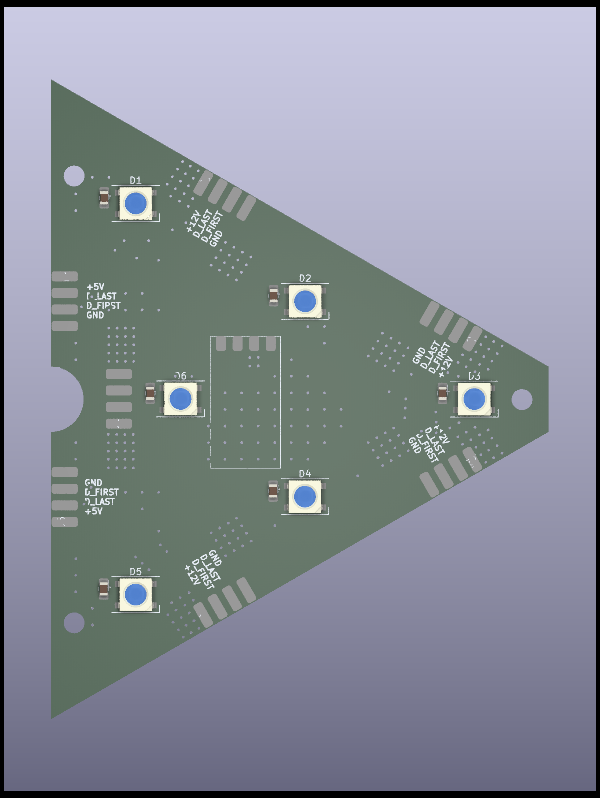 D1
+12V
D_LAST
D_FIRST
GND
D2
+5V
D_LAST
D_FIRST
GND
GND
D_LAST
D_FIRST
+12V
D6
D3
+12V
D_LAST
D_FIRST
GND
D4
GND
D_FIRST
D_LAST
+5V
GND
D_LAST
D_FIRST
+12V
D5